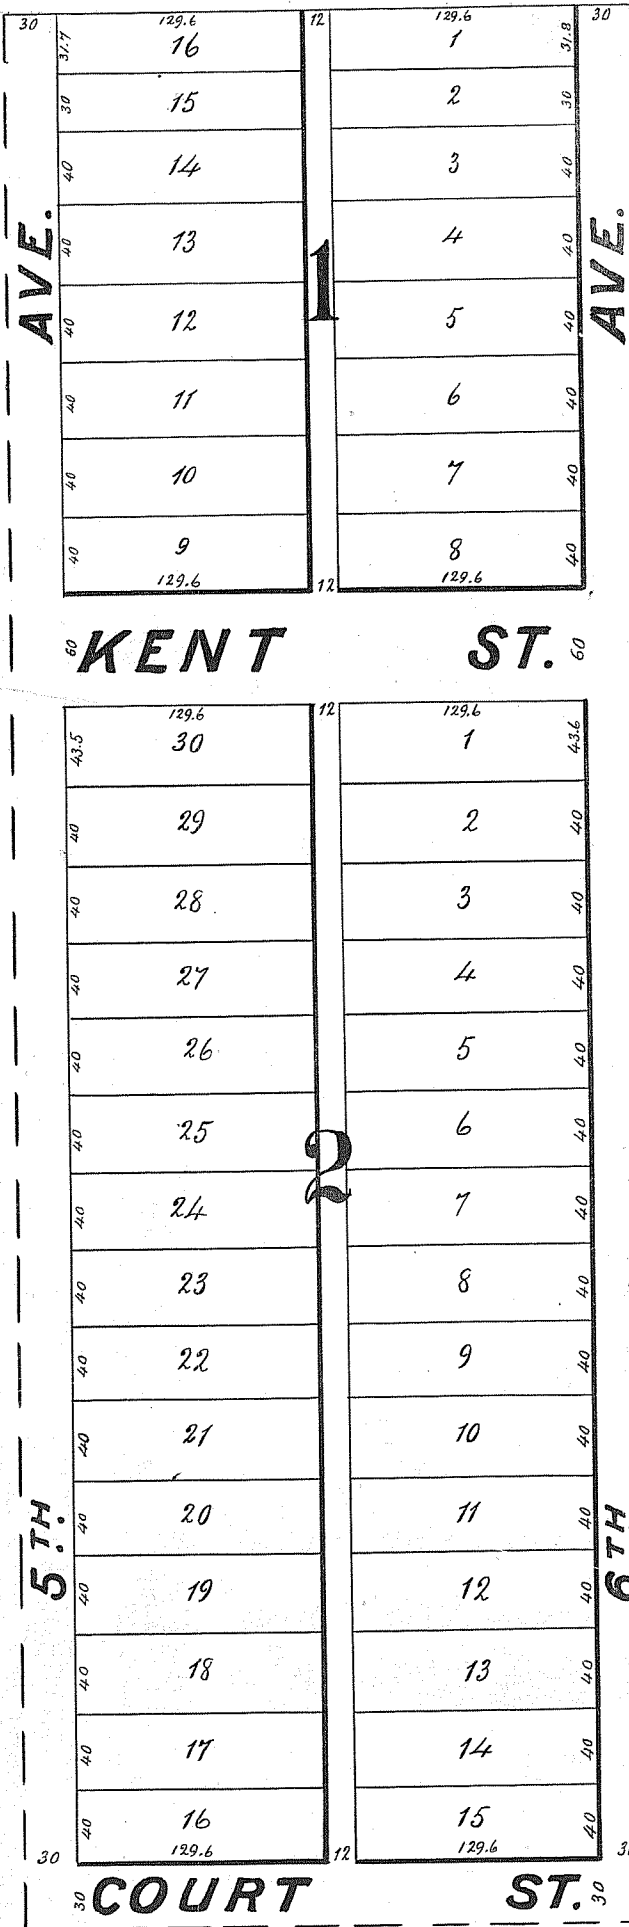 30 129.6 12 129.6 30
31.7 16 1 31.8
30 15 2 30
40 14 3 40
40 13 4 40
AVE. 1 AVE.
40 12 5 40
40 11 6 40
40 10 7 40
40 9 8 40
129.6 12 129.6
60 KENT ST. 60
129.6 12 129.6
43.5 30 1 43.6
40 29 2 40
40 28 3 40
40 27 4 40
40 26 5 40
40 25 6 40
2
40 24 7 40
40 23 8 40
40 22 9 40
40 21 10 40
40 20 11 40
5TH. 6TH
40 19 12 40
40 18 13 40
40 17 14 40
40 16 15 40
30 129.6 12 129.6
30 COURT ST. 30